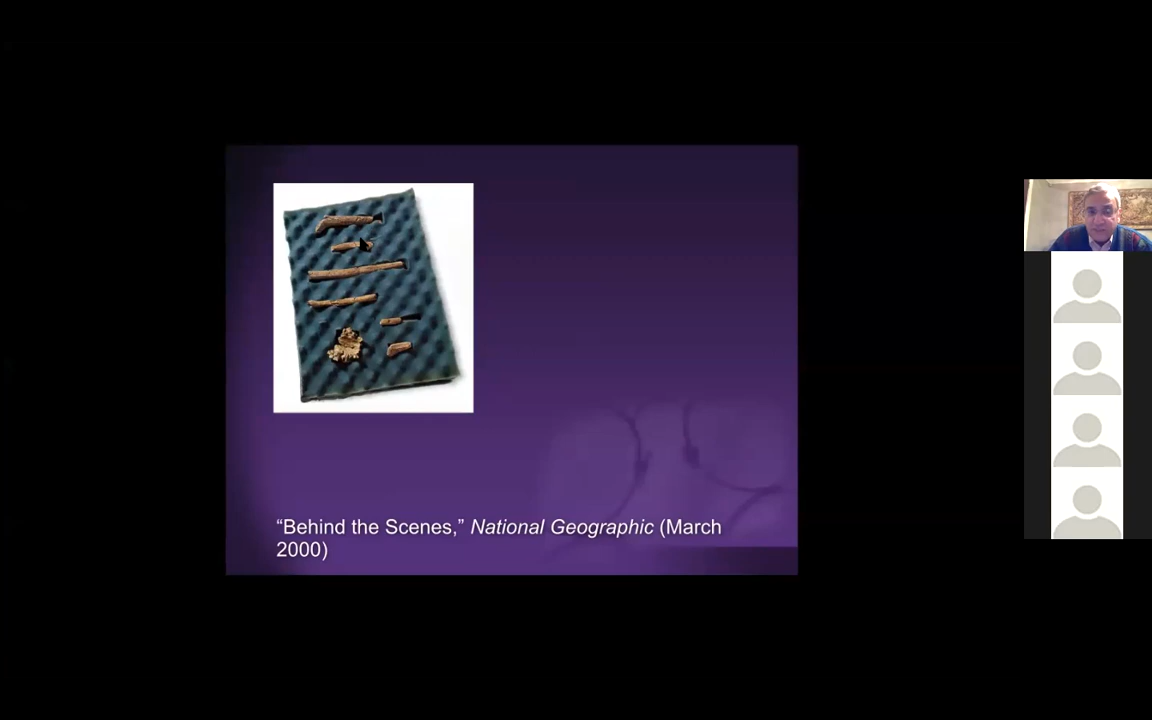 “Behind the Scenes,” National Geographic (March
2000)